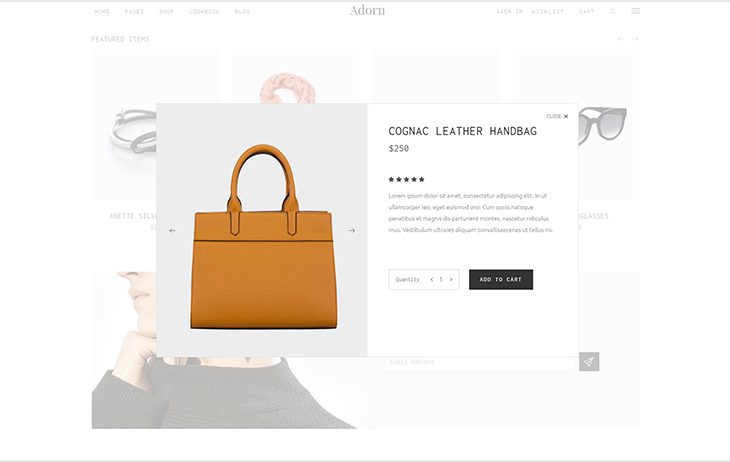 HOME PAGES SHOP LOOKBOOK BLOG Adorn SIGN IN WISHLIST CART
FEATURED ITEMS
CLOSE ×
COGNAC LEATHER HANDBAG
$250
Lorem ipsum dolor sit amet, consectetur adipiscing elit. In ut
ullamcorper leo, eget euismod orci. Cum sociis natoque
penatibus et magnis dis parturient montes, nascetur ridiculus
mus. Vestibulum ultricies aliquam convallisaecenas ut tellus mi.
ANETTE SILVE
GLASSES
Quantity < 1 > ADD TO CART
Email Address